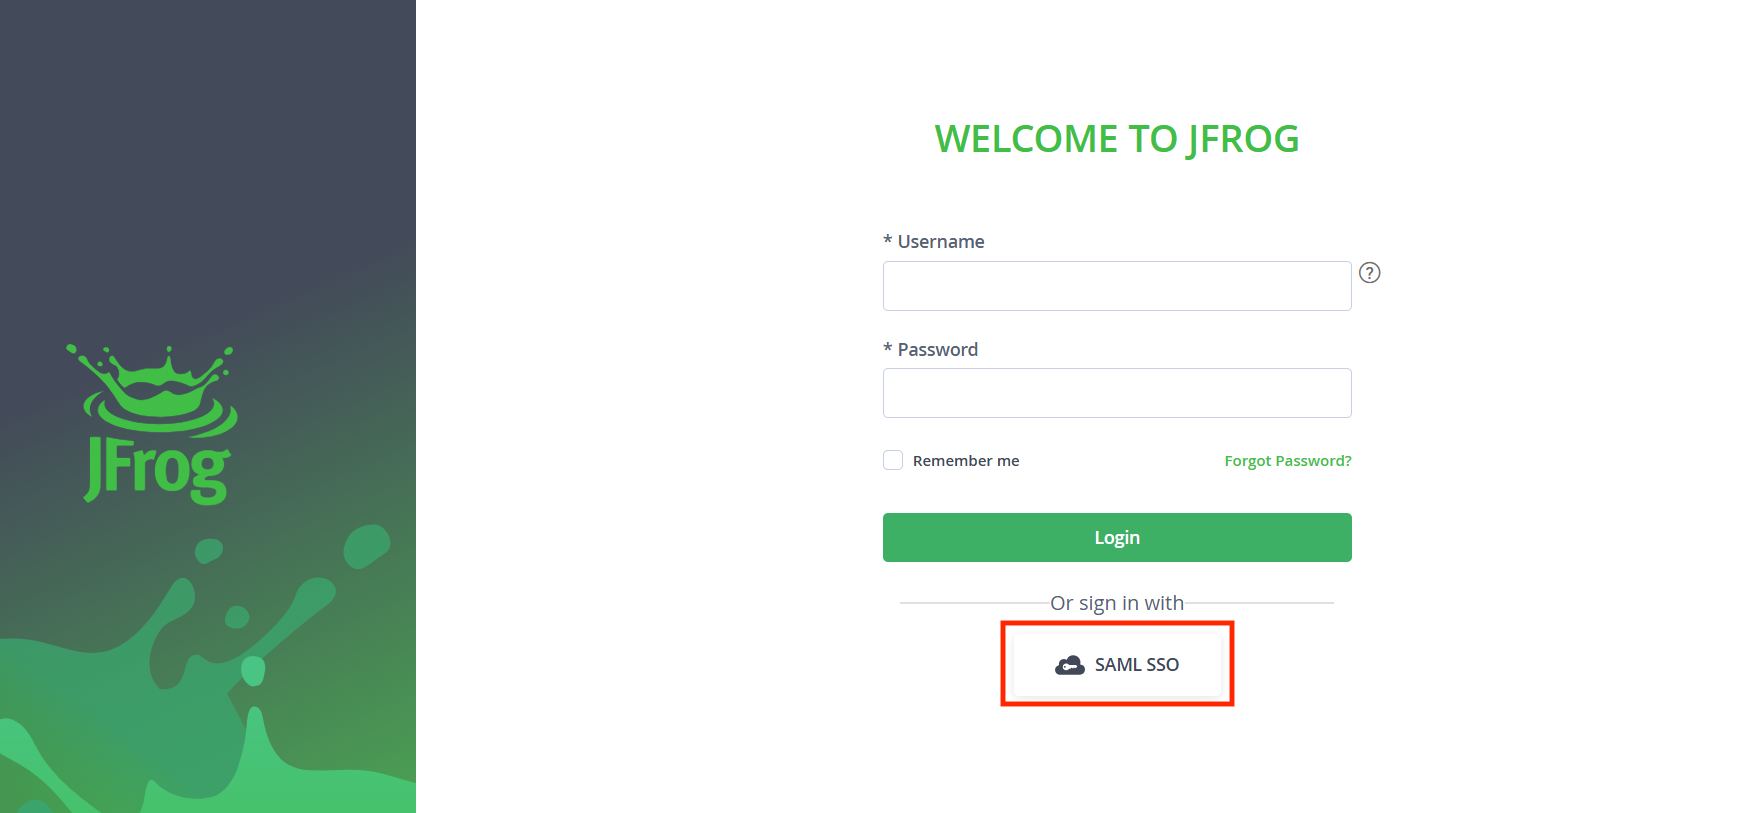 WELCOME TO JFROG
* Username
?
* Password
Remember me
Forgot Password?
JFrog
Login
Or sign in with
SAML SSO